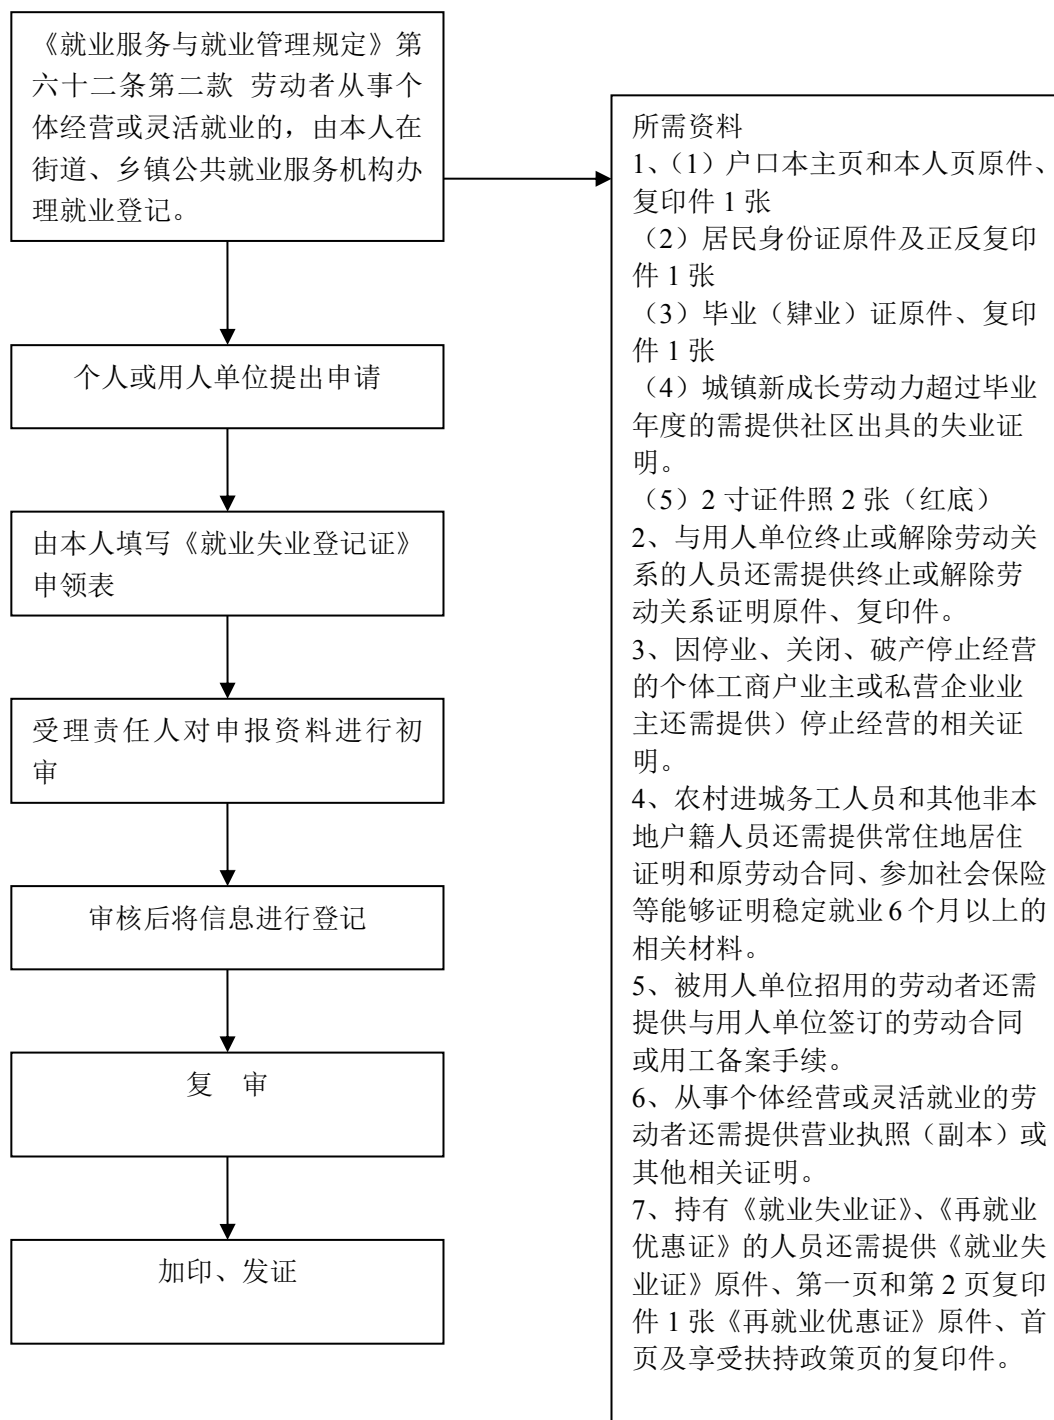 《就业服务与就业管理规定》第
六十二条第二款 劳动者从事个
体经营或灵活就业的，由本人在
街道、乡镇公共就业服务机构办
理就业登记。
个人或用人单位提出申请
由本人填写《就业失业登记证》
申领表
受理责任人对申报资料进行初
审
审核后将信息进行登记
复 审
加印、发证
所需资料
1、（1）户口本主页和本人页原件、
复印件 1 张
（2）居民身份证原件及正反复印
件 1 张
（3）毕业（肄业）证原件、复印
件 1 张
（4）城镇新成长劳动力超过毕业
年度的需提供社区出具的失业证
明。
（5）2 寸证件照 2 张（红底）
2、与用人单位终止或解除劳动关
系的人员还需提供终止或解除劳
动关系证明原件、复印件。
3、因停业、关闭、破产停止经营
的个体工商户业主或私营企业业
主还需提供）停止经营的相关证
明。
4、农村进城务工人员和其他非本
地户籍人员还需提供常住地居住
证明和原劳动合同、参加社会保险
等能够证明稳定就业 6 个月以上的
相关材料。
5、被用人单位招用的劳动者还需
提供与用人单位签订的劳动合同
或用工备案手续。
6、从事个体经营或灵活就业的劳
动者还需提供营业执照（副本）或
其他相关证明。
7、持有《就业失业证》、《再就业
优惠证》的人员还需提供《就业失
业证》原件、第一页和第 2 页复印
件 1 张《再就业优惠证》原件、首
页及享受扶持政策页的复印件。